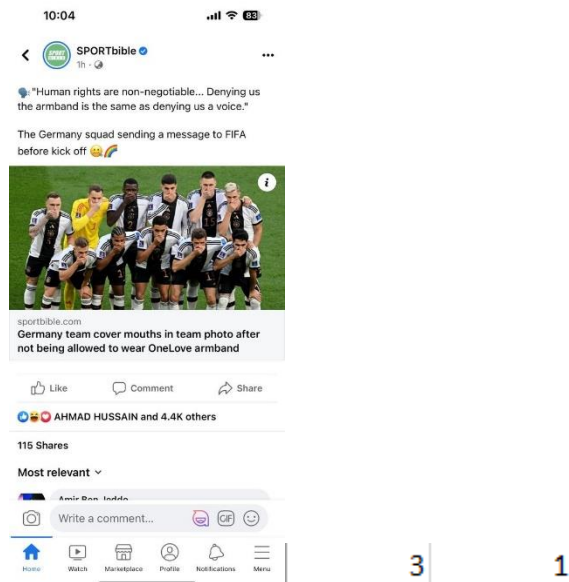 10:04
83
SPORTbible
1h
"Human rights are non-negotiable... Denying us
the armband is the same as denying us a voice."
The Germany squad sending a message to FIFA
before kick off
sportbible.com
Germany team cover mouths in team photo after
not being allowed to wear OneLove armband
Like Comment Share
AHMAD HUSSAIN and 4.4K others
115 Shares
Most relevant
Write a comment... GIF
Home Watch Marketplace Profile Notifications Menu
3 1